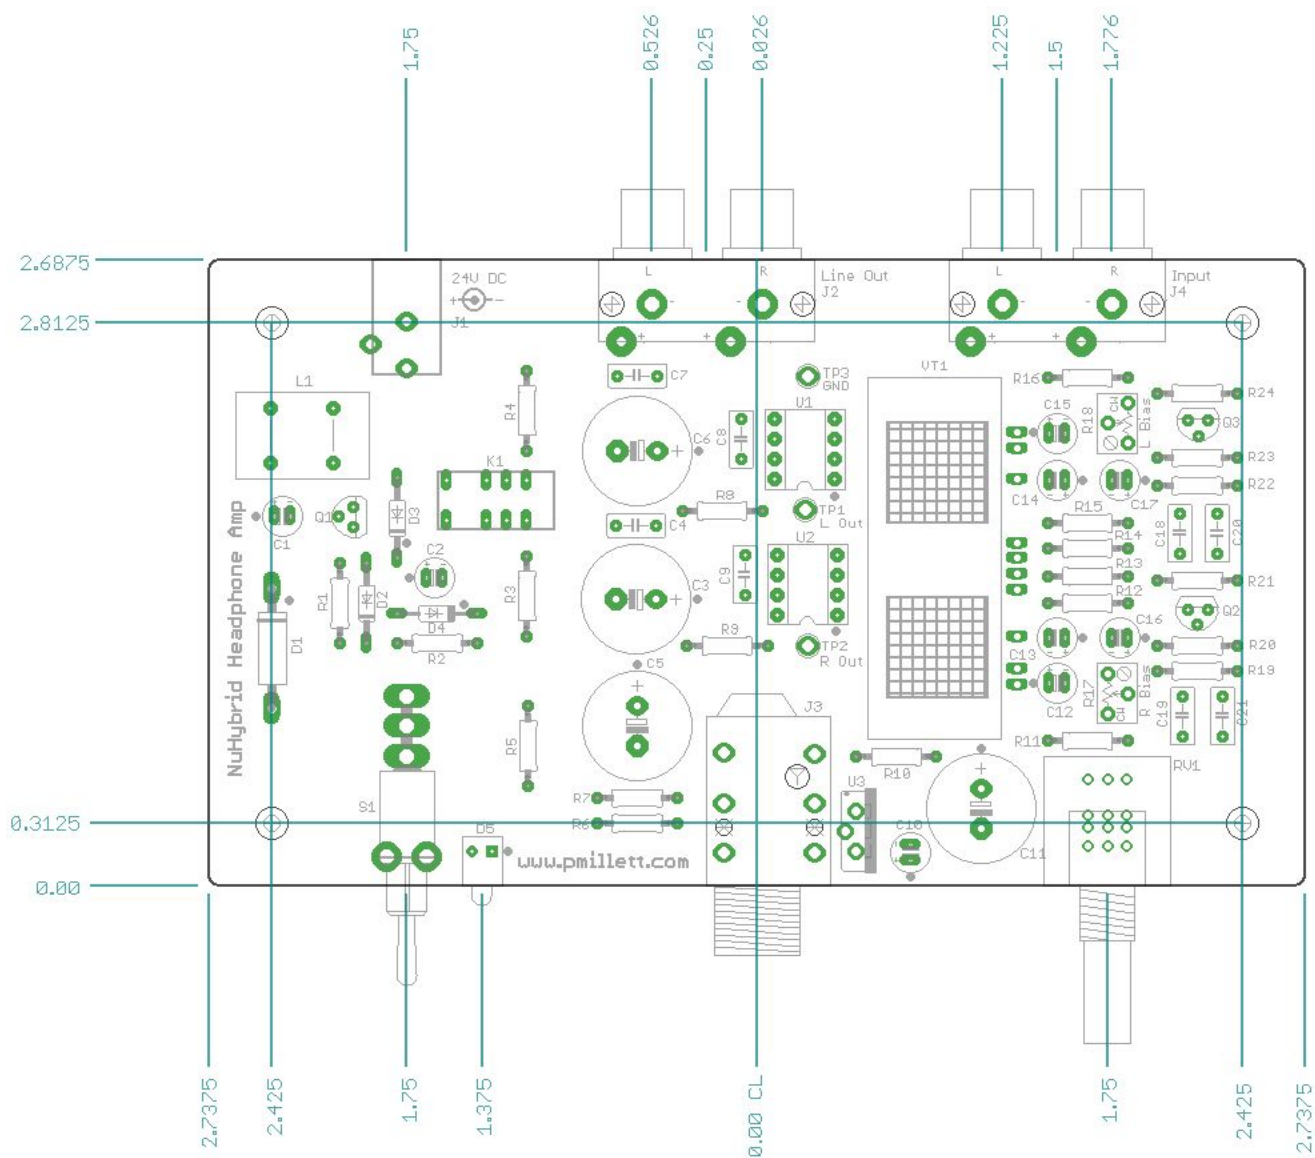 1.75
0.526
0.25
0.026
1.225
1.5
1.776
2.6875
24V DC
+ -
J1
L
R
Line Out
J2
L
R
Input
J4
2.8125
L1
R4
C7
TP3
GND
VT1
R16
R24
C6
C8
U1
C15
R18
CW
L Bias
Q3
K1
R23
R22
C14
C17
R8
TP1
L Out
R15
C1
Q1
D3
C4
U2
R14
C18
C20
C2
C9
R13
R21
R1
D2
R3
C3
R12
Q2
D4
R2
R9
TP2
R Out
C13
C16
R20
D1
C5
R19
C12
R17
CW
R Bias
C19
C21
NuHybrid Headphone Amp
J3
R5
R10
R11
RV1
R7
U3
S1
R6
0.3125
D5
www.pmillett.com
C10
C11
0.00
2.7375
2.425
1.75
1.375
0.00 CL
1.75
2.425
2.7375